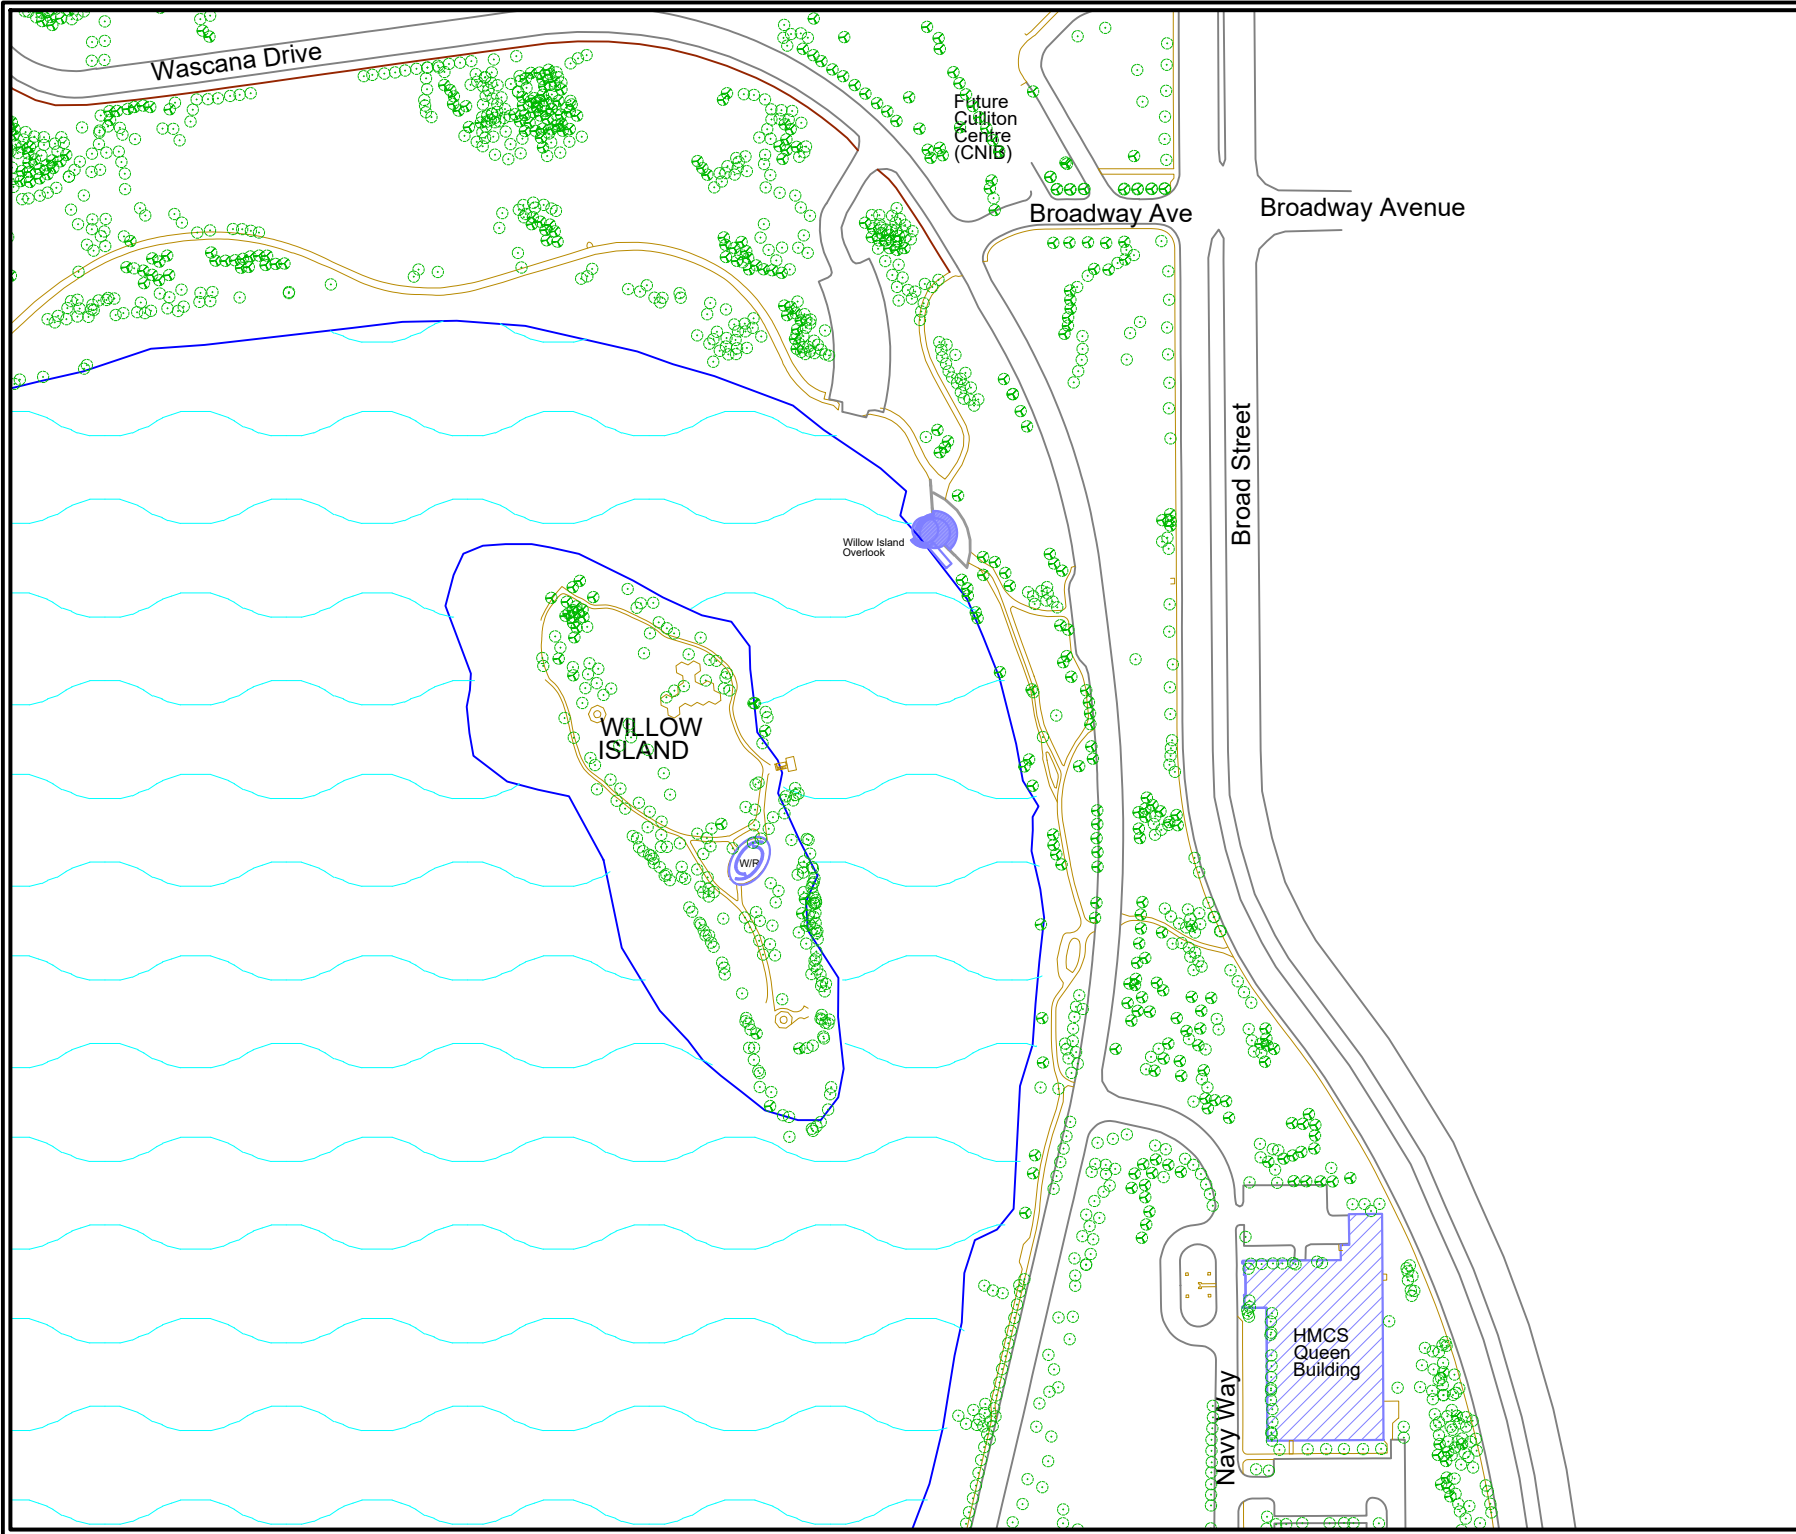 Wascana Drive
Future
Culliton
Centre
(CNIB)
Broadway Ave
Broadway Avenue
Broad Street
Willow Island
Overlook
WILLOW
ISLAND
W/R
HMCS
Queen
Building
Navy Way